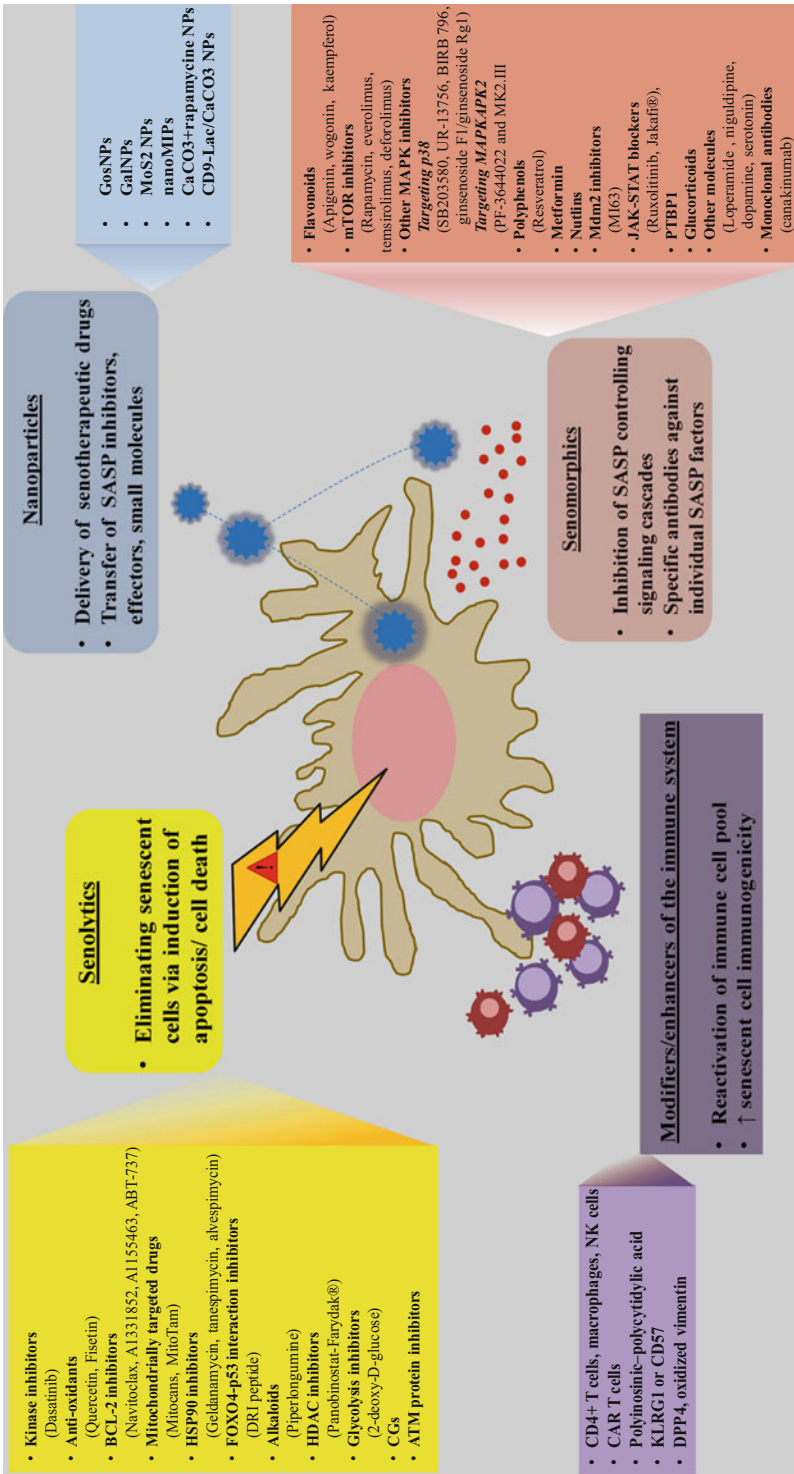 • Kinase inhibitors
(Dasatinib)
• Anti-oxidants
(Quercetin, Fisetin)
• BCL-2 inhibitors
(Navitoclax, A1331852, A1155463, ABT-737)
• Mitochondrially targeted drugs
(Mitocans, MitoTam)
• HSP90 inhibitors
(Geldanamycin, tanespimycin, alvespimycin)
• FOXO4-p53 interaction inhibitors
(DRI peptide)
• Alkaloids
(Piperlongumine)
• HDAC inhibitors
(Panobinostat-Farydak®)
• Glycolysis inhibitors
(2-deoxy-D-glucose)
• CGs
• ATM protein inhibitors
Senolytics
• Eliminating senescent
cells via induction of
apoptosis/ cell death
!
Nanoparticles
• Delivery of senotherapeutic drugs
• Transfer of SASP inhibitors,
effectors, small molecules
• GosNPs
• GalNPs
• MoS2 NPs
• nanoMIPs
• CaCO3+rapamycine NPs
• CD9-Lac/CaCO3 NPs
• CD4+ T cells, macrophages, NK cells
• CAR T cells
• Polyinosinic–polycytidylic acid
• KLRG1 or CD57
• DPP4, oxidized vimentin
Modifiers/enhancers of the immune system
• Reactivation of immune cell pool
• ↑ senescent cell immunogenicity
Senomorphics
• Inhibition of SASP controlling
signaling cascades
• Specific antibodies against
individual SASP factors
• Flavonoids
(Apigenin, wogonin, kaempferol)
• mTOR inhibitors
(Rapamycin, everolimus,
temsirolimus, deforolimus)
• Other MAPK inhibitors
Targeting p38
(SB203580, UR-13756, BIRB 796,
ginsenoside F1/ginsenoside Rg1)
Targeting MAPKAPK2
(PF-3644022 and MK2.III
• Polyphenols
(Resveratrol)
• Metformin
• Nutlins
• Mdm2 inhibitors
(MI63)
• JAK-STAT blockers
(Ruxolitinib, Jakafi®),
• PTBP1
• Glucorticoids
• Other molecules
(Loperamide , niguldipine,
dopamine, serotonin)
• Monoclonal antibodies
(canakinumab)